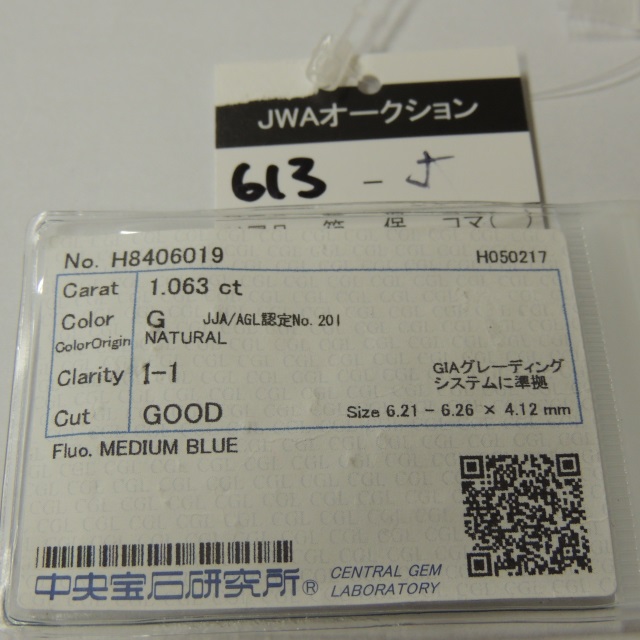 JWAオークション
613 - 5
No. H8406019 H050217
Carat 1.063 ct
Color G JJA/AGL認定No.201
ColorOrigin NATURAL
Clarity I-1 GIAグレーディング
システムに準拠
Cut GOOD Size 6.21 - 6.26 × 4.12 mm
Fluo. MEDIUM BLUE
中央宝石研究所® CENTRAL GEM
LABORATORY